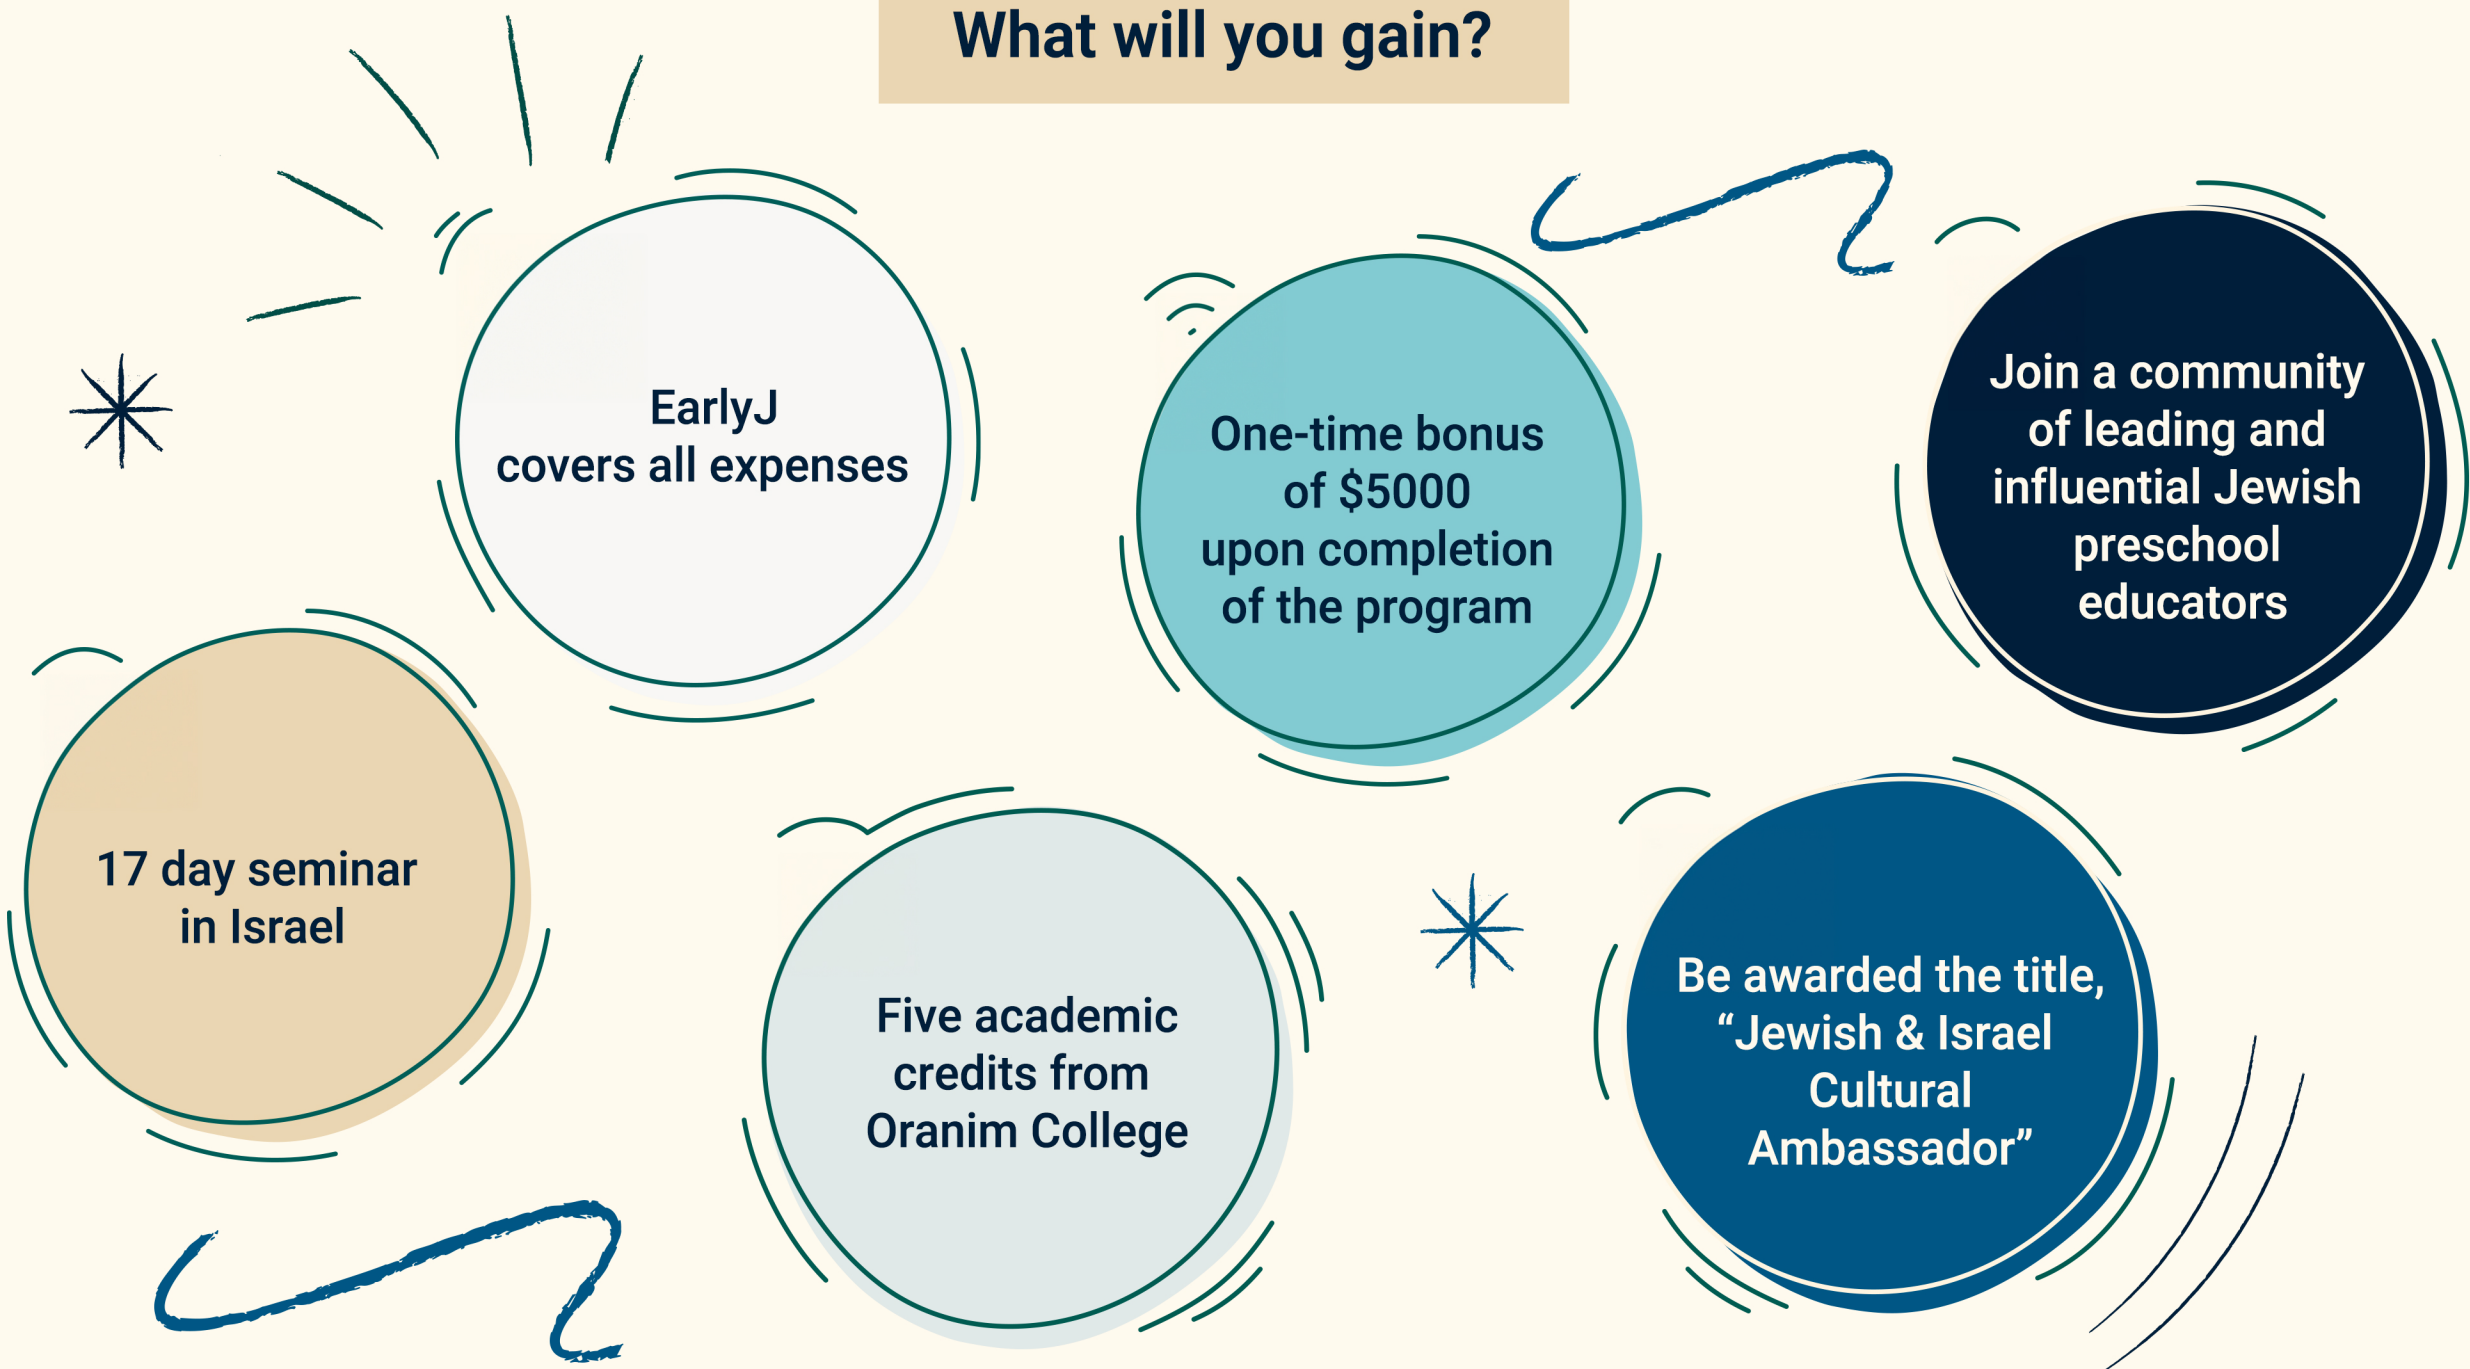 What will you gain?
EarlyJ
covers all expenses
One-time bonus
of $5000
upon completion
of the program
Join a community
of leading and
influential Jewish
preschool
educators
17 day seminar
in Israel
Five academic
credits from
Oranim College
Be awarded the title,
“Jewish & Israel
Cultural
Ambassador”